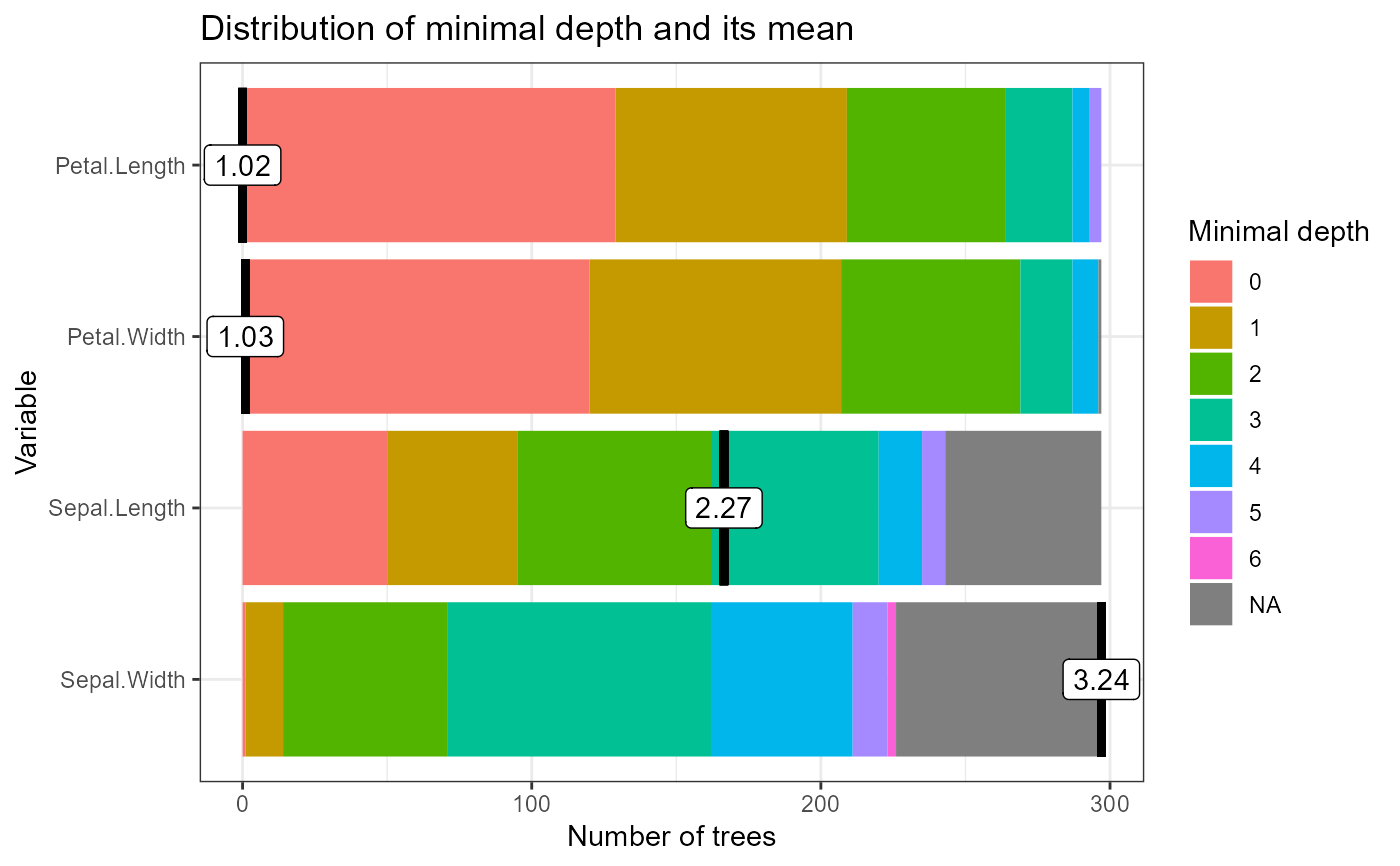 Distribution of minimal depth and its mean
Variable
Petal.Length
1.02
Petal.Width
1.03
Sepal.Length
2.27
Sepal.Width
3.24
0 100 200 300
Number of trees
Minimal depth
0
1
2
3
4
5
6
NA